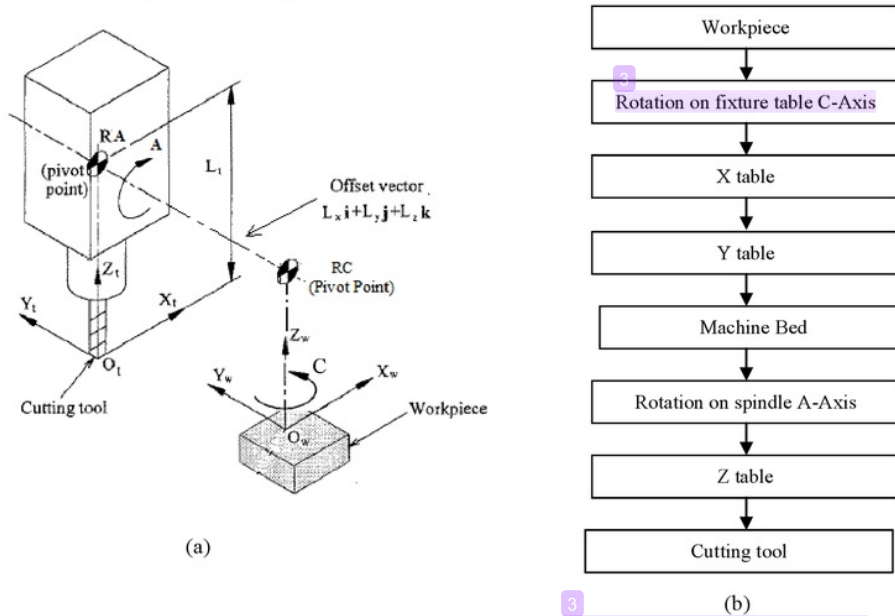 RA
(pivot
point)
A
L₁
Offset vector
Lₓi+Lᵧj+L_zk
RC
(Pivot Point)
Z_t
Y_t
X_t
O_t
Cutting tool
Z_w
Y_w
C
X_w
O_w
Workpiece
(a)
Workpiece
3
Rotation on fixture table C-Axis
X table
Y table
Machine Bed
Rotation on spindle A-Axis
Z table
Cutting tool
3
(b)